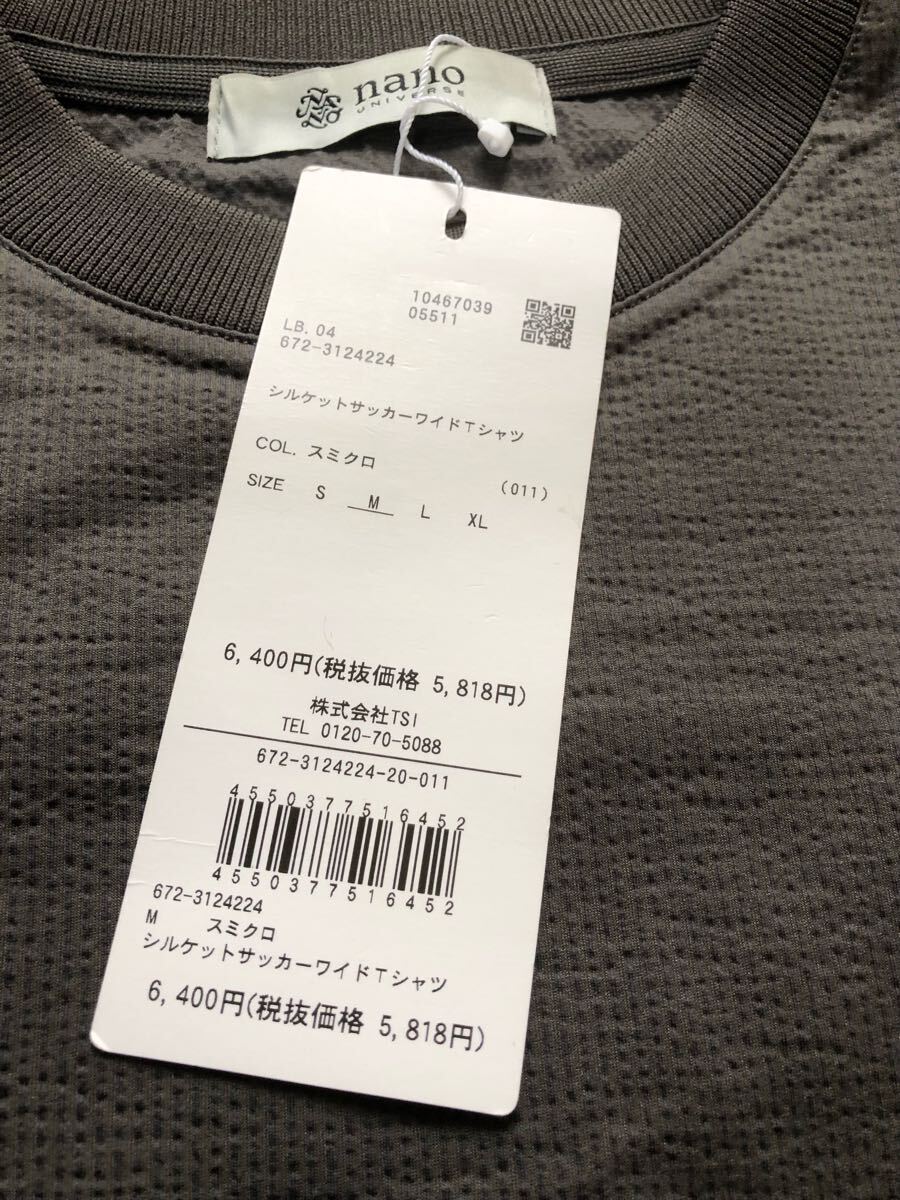 nano
UNIVERSE
10467039
05511
LB. 04
672-3124224
シルケットサッカーワイドTシャツ
COL. スミクロ
(011)
SIZE S M L XL
6,400円(税抜価格 5,818円)
株式会社TSI
TEL 0120-70-5088
672-3124224-20-011
4550377516452
4550377516452
672-3124224
M スミクロ
シルケットサッカーワイドTシャツ
6,400円(税抜価格 5,818円)